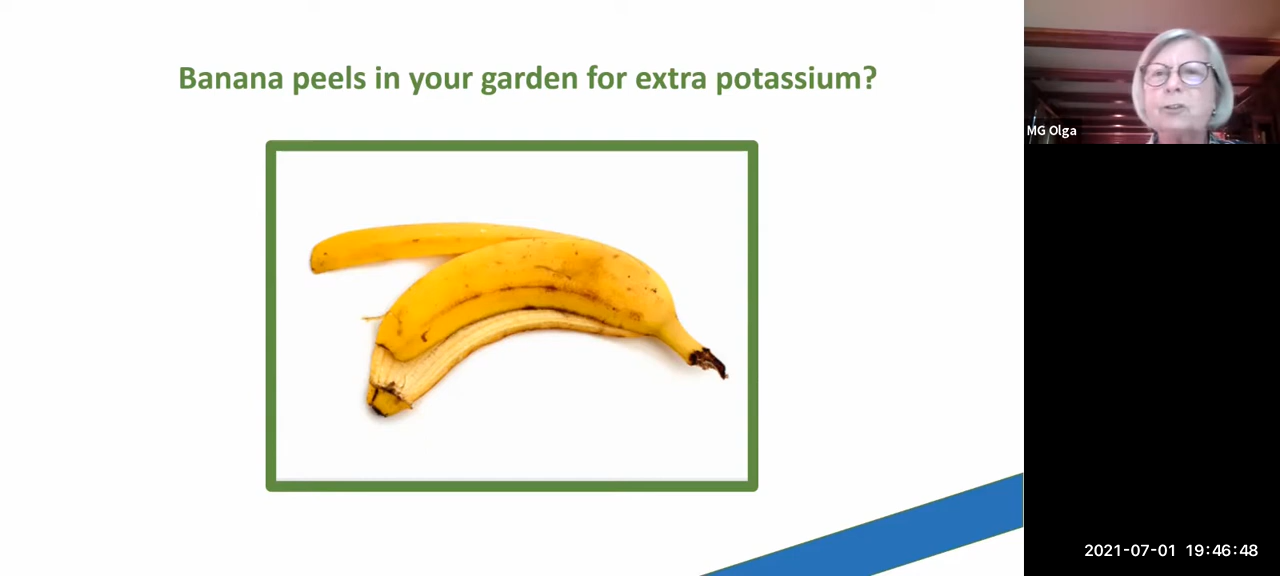 Banana peels in your garden for extra potassium?
MG Olga
2021-07-01 19:46:48